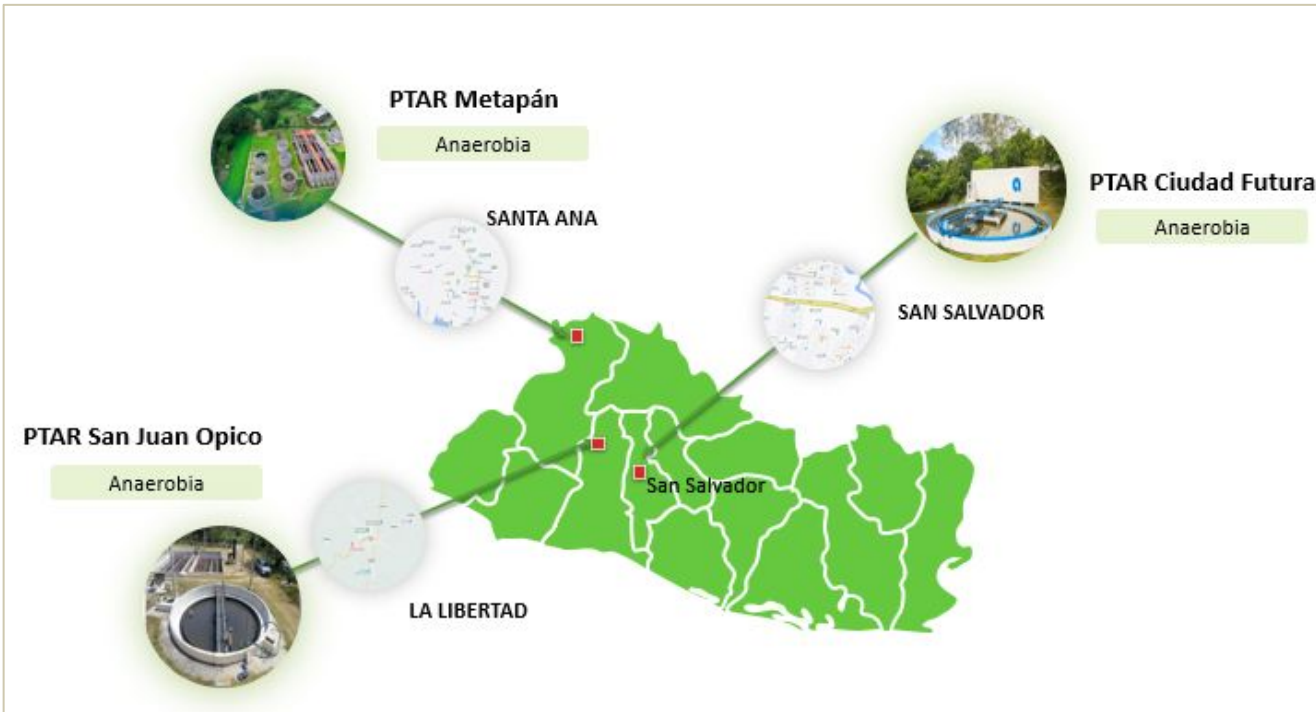 PTAR Metapán
Anaerobia
SANTA ANA
PTAR Ciudad Futura
Anaerobia
SAN SALVADOR
PTAR San Juan Opico
Anaerobia
LA LIBERTAD
San Salvador
a